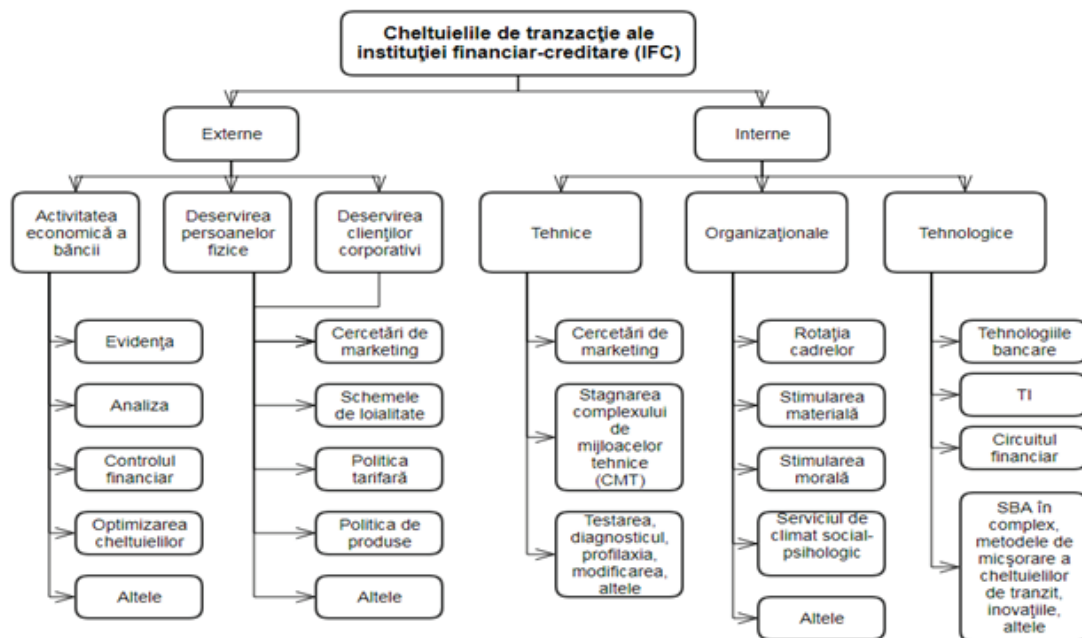 Cheltuielile de tranzacţie ale
instituţiei financiar-creditare (IFC)
Externe
Interne
Activitatea
economică a
băncii
Deservirea
persoanelor
fizice
Deservirea
clienţilor
corporativi
Tehnice
Organizaţionale
Tehnologice
Evidenţa
Analiza
Controlul
financiar
Optimizarea
cheltuielilor
Altele
Cercetări de
marketing
Schemele
de loialitate
Politica
tarifară
Politica de
produse
Altele
Cercetări de
marketing
Stagnarea
complexului
de
mijloacelor
tehnice
(CMT)
Testarea,
diagnosticul,
profilaxia,
modificarea,
altele
Rotaţia
cadrelor
Stimularea
materială
Stimularea
morală
Serviciul de
climat social-
psihologic
Altele
Tehnologiile
bancare
TI
Circuitul
financiar
SBA în
complex,
metodele de
micşorare a
cheltuielilor
de tranzit,
inovaţiile,
altele